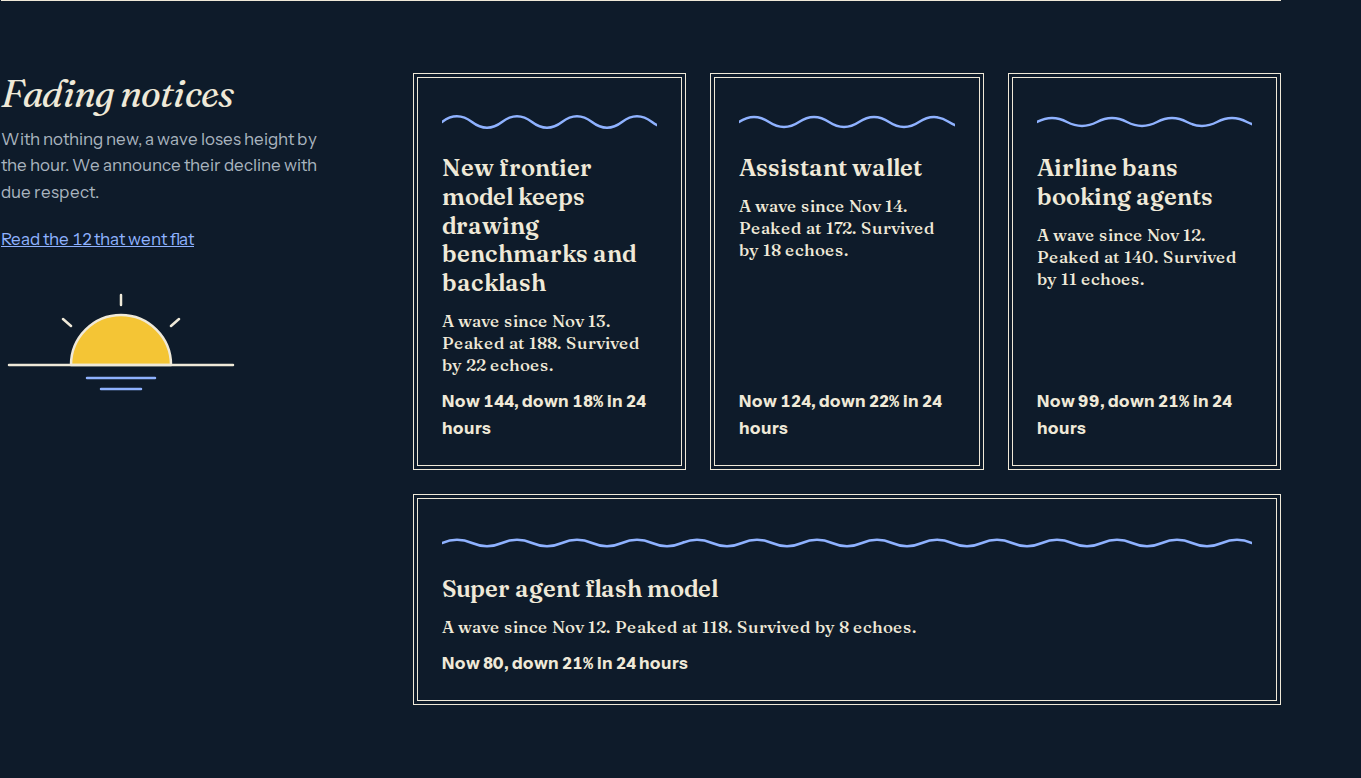 Fading notices
With nothing new, a wave loses height by
the hour. We announce their decline with
due respect.
Read the 12 that went flat
New frontier
model keeps
drawing
benchmarks and
backlash
A wave since Nov 13.
Peaked at 188. Survived
by 22 echoes.
Now 144, down 18% in 24
hours
Assistant wallet
A wave since Nov 14.
Peaked at 172. Survived
by 18 echoes.
Now 124, down 22% in 24
hours
Airline bans
booking agents
A wave since Nov 12.
Peaked at 140. Survived
by 11 echoes.
Now 99, down 21% in 24
hours
Super agent flash model
A wave since Nov 12. Peaked at 118. Survived by 8 echoes.
Now 80, down 21% in 24 hours